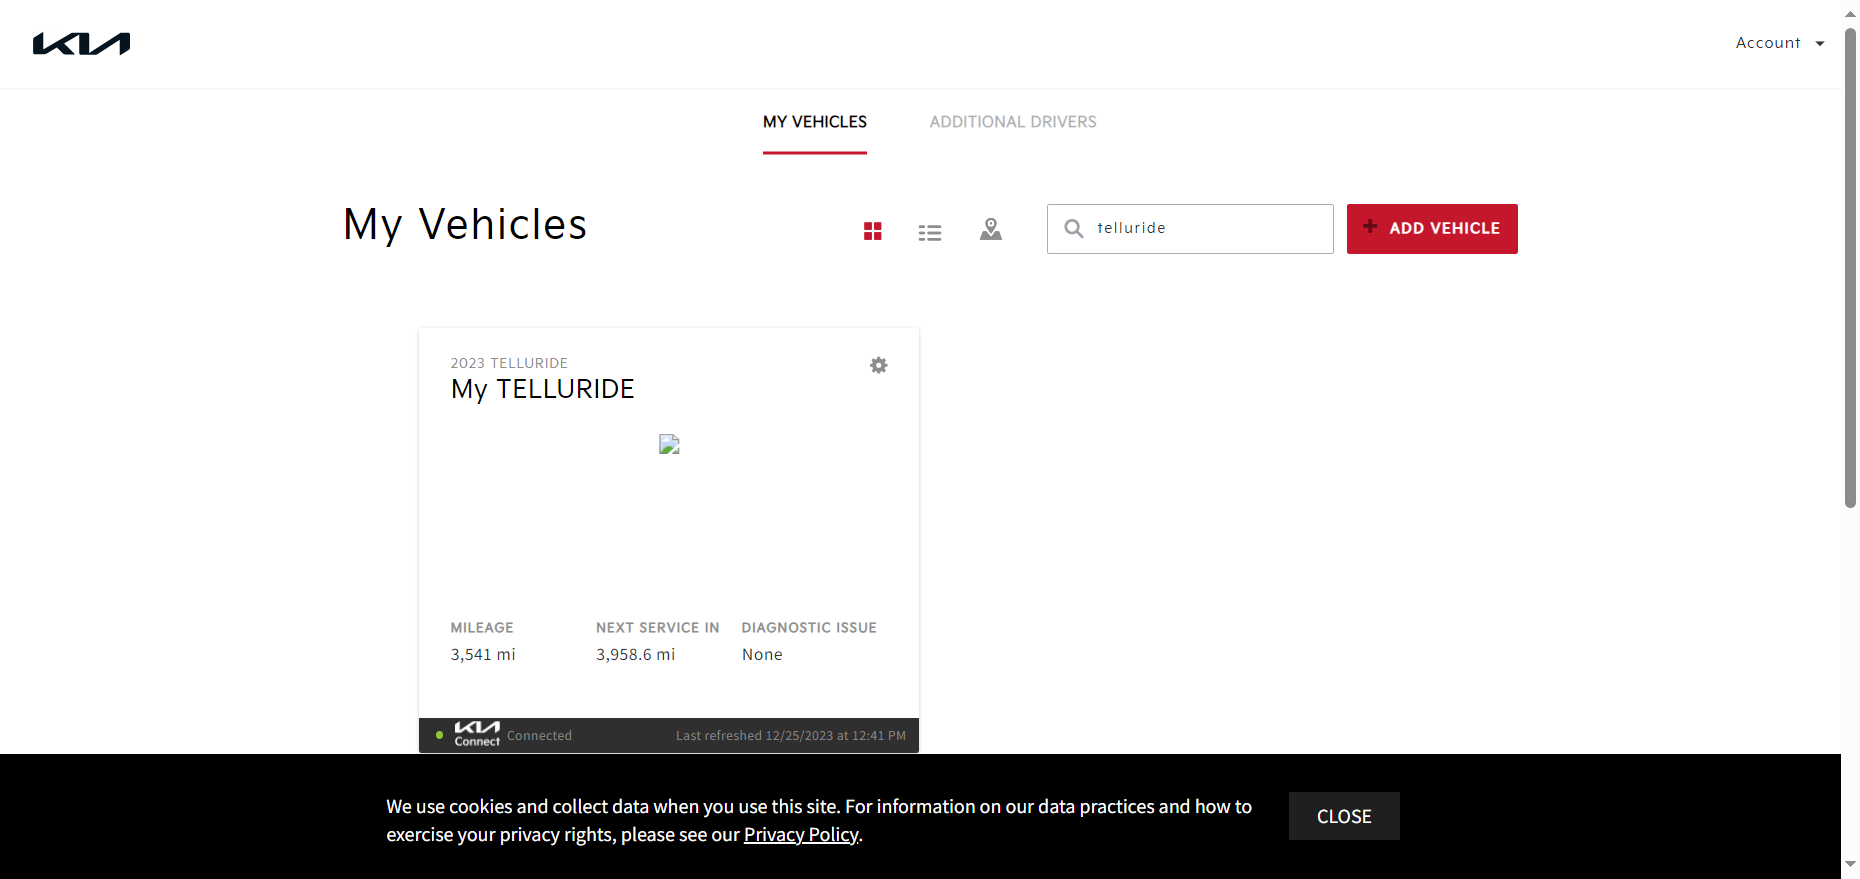 KIA
Account
MY VEHICLES
ADDITIONAL DRIVERS
My Vehicles
telluride
ADD VEHICLE
2023 TELLURIDE
My TELLURIDE
MILEAGE
NEXT SERVICE IN
DIAGNOSTIC ISSUE
3,541 mi
3,958.6 mi
None
KIA Connect
Connected
Last refreshed 12/25/2023 at 12:41 PM
We use cookies and collect data when you use this site. For information on our data practices and how to
exercise your privacy rights, please see our Privacy Policy.
CLOSE